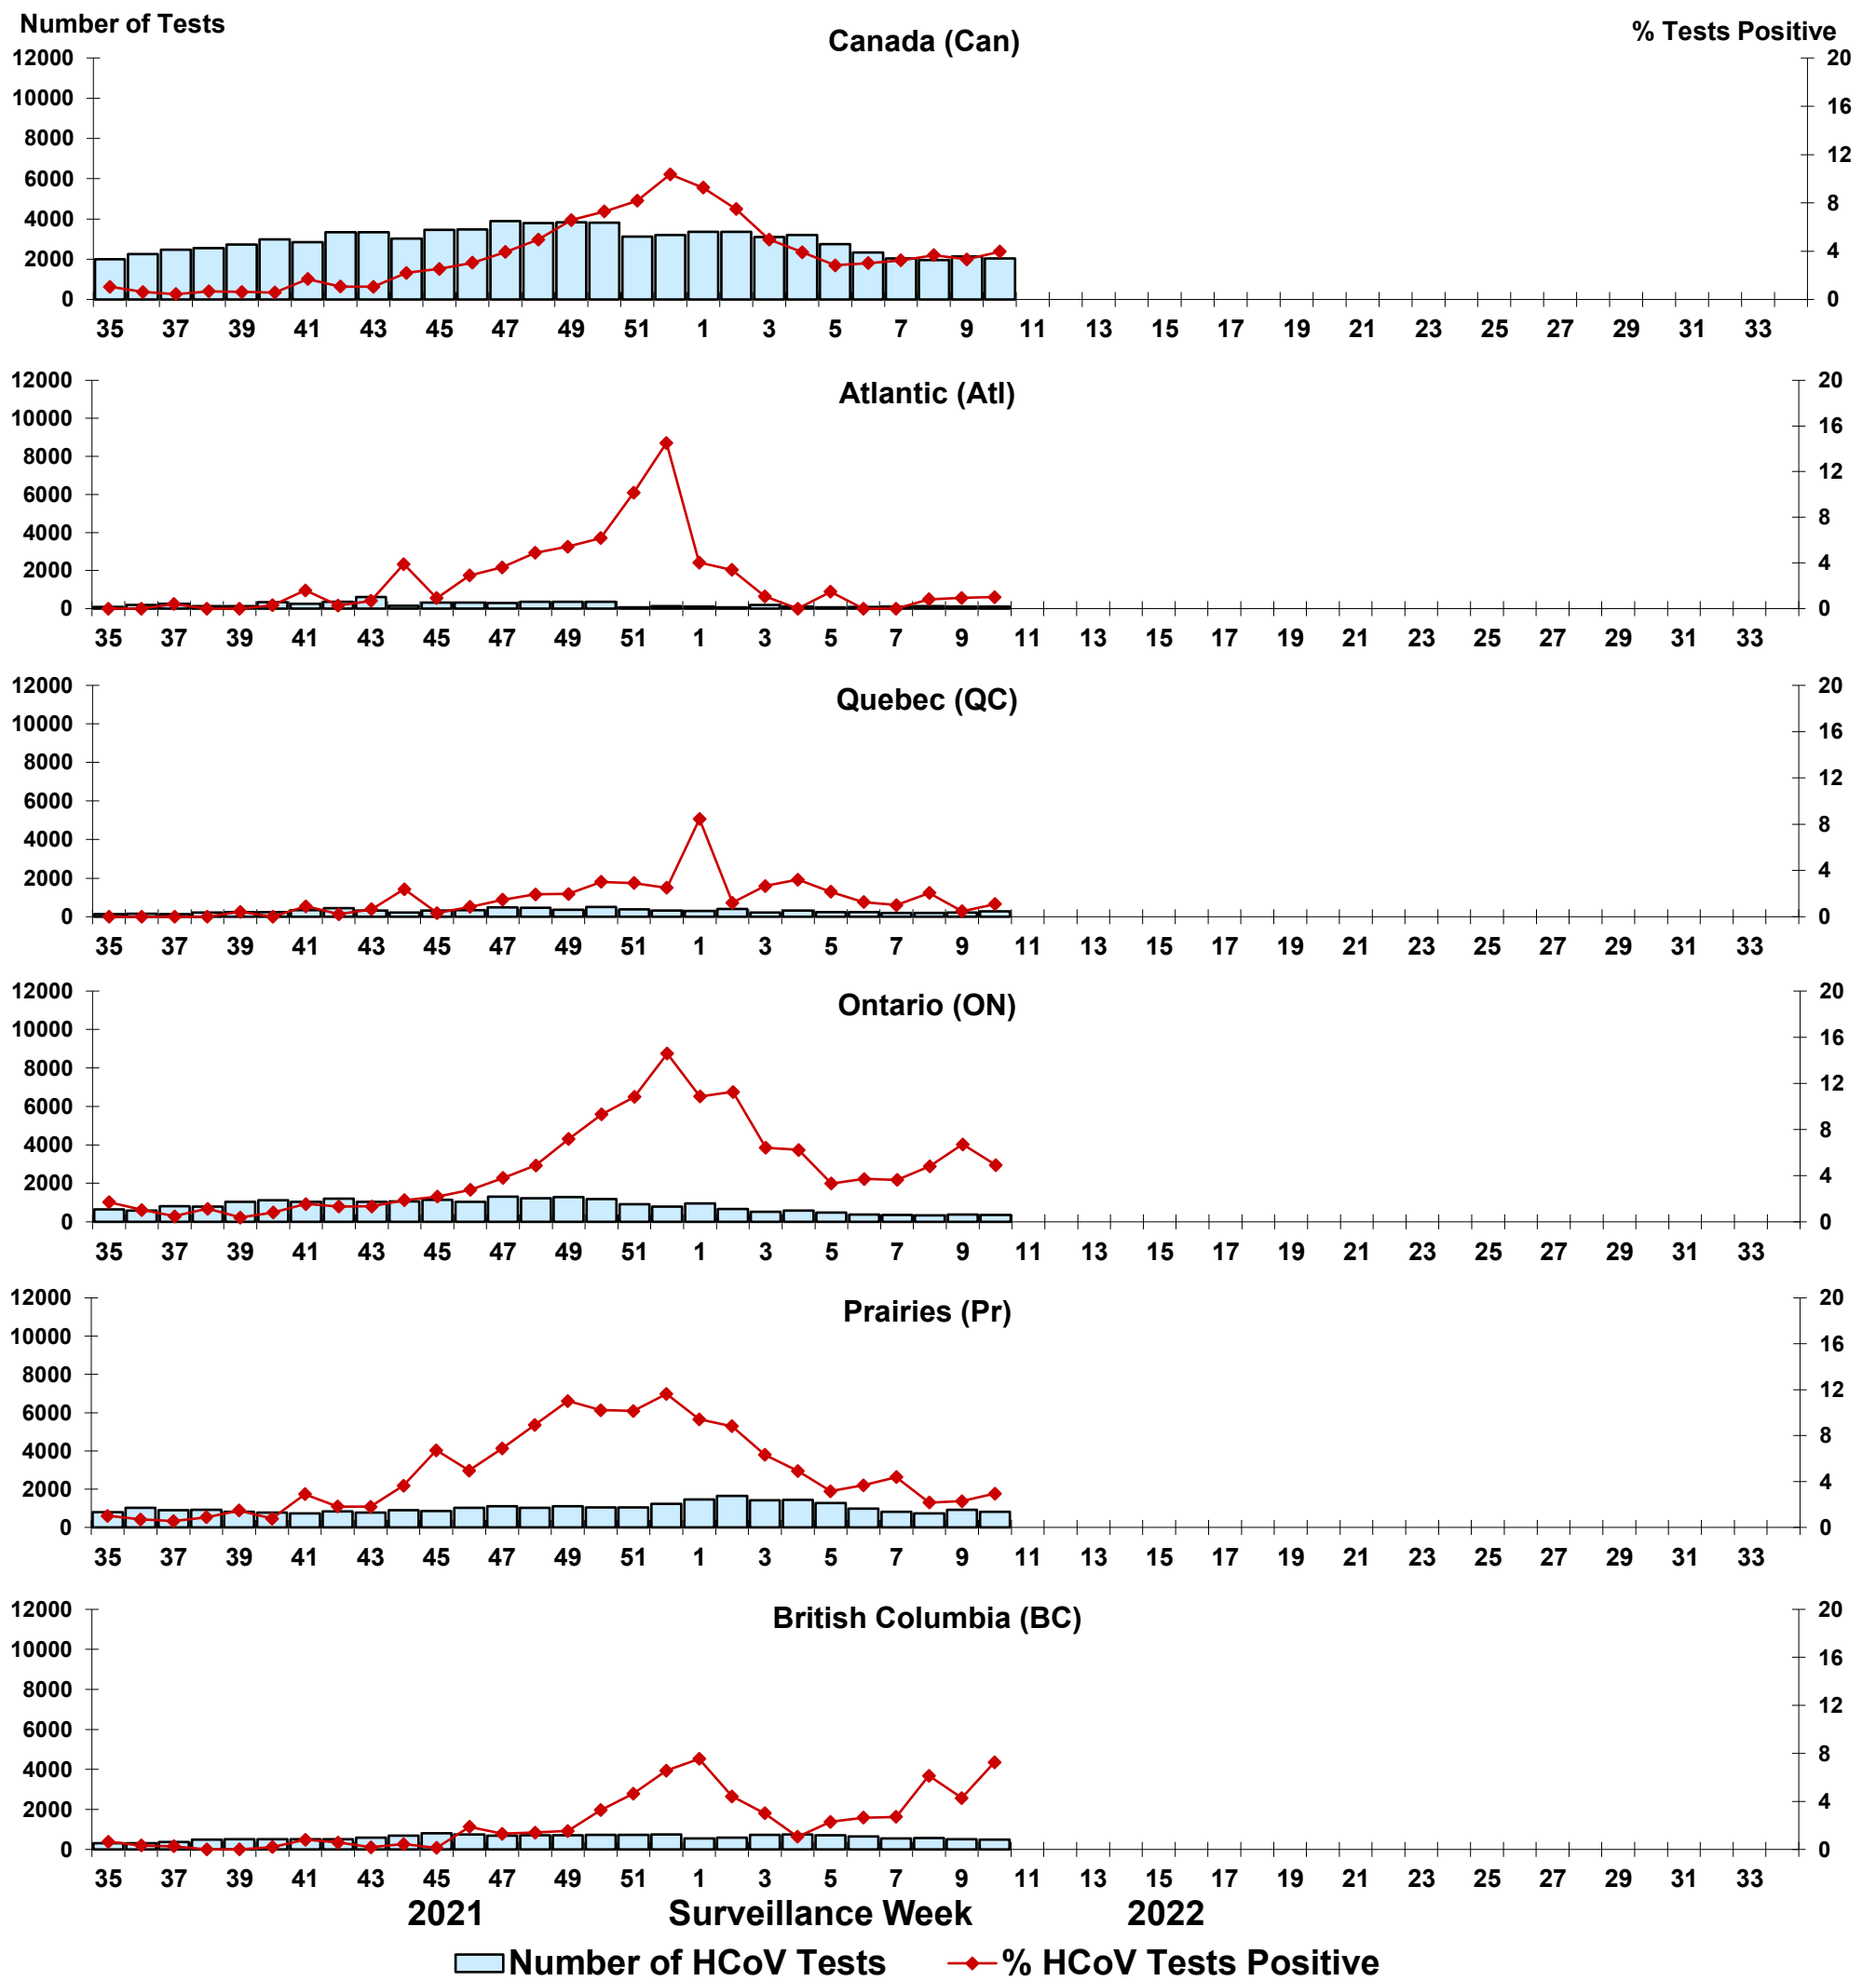 Number of Tests
Canada (Can)
% Tests Positive
12000 20
10000 16
8000 12
6000 8
4000 4
2000
0 0
35 37 39 41 43 45 47 49 51 1 3 5 7 9 11 13 15 17 19 21 23 25 27 29 31 33
Atlantic (Atl)
12000 20
10000 16
8000 12
6000 8
4000 4
2000
0 0
35 37 39 41 43 45 47 49 51 1 3 5 7 9 11 13 15 17 19 21 23 25 27 29 31 33
Quebec (QC)
12000 20
10000 16
8000 12
6000 8
4000 4
2000
0 0
35 37 39 41 43 45 47 49 51 1 3 5 7 9 11 13 15 17 19 21 23 25 27 29 31 33
Ontario (ON)
12000 20
10000 16
8000 12
6000 8
4000 4
2000
0 0
35 37 39 41 43 45 47 49 51 1 3 5 7 9 11 13 15 17 19 21 23 25 27 29 31 33
Prairies (Pr)
12000 20
10000 16
8000 12
6000 8
4000 4
2000
0 0
35 37 39 41 43 45 47 49 51 1 3 5 7 9 11 13 15 17 19 21 23 25 27 29 31 33
British Columbia (BC)
12000 20
10000 16
8000 12
6000 8
4000 4
2000
0 0
35 37 39 41 43 45 47 49 51 1 3 5 7 9 11 13 15 17 19 21 23 25 27 29 31 33
2021 Surveillance Week 2022
Number of HCoV Tests % HCoV Tests Positive